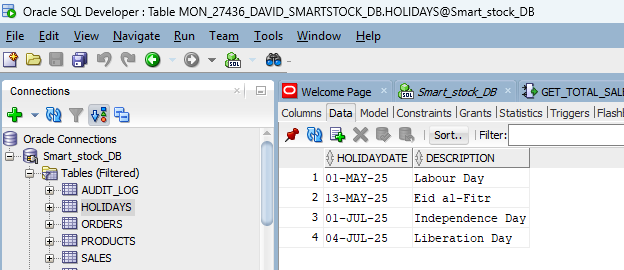 Oracle SQL Developer : Table MON_27436_DAVID_SMARTSTOCK_DB.HOLIDAYS@Smart_stock_DB
File Edit View Navigate Run Team Tools Window Help
SQL
Connections
Welcome Page Smart_stock_DB GET_TOTAL_SAL
Columns Data Model Constraints Grants Statistics Triggers Flash
Sort.. Filter:
Oracle Connections
Smart_stock_DB
Tables (Filtered)
AUDIT_LOG
HOLIDAYS
ORDERS
PRODUCTS
SALES
HOLIDAYDATE DESCRIPTION
1 01-MAY-25 Labour Day
2 13-MAY-25 Eid al-Fitr
3 01-JUL-25 Independence Day
4 04-JUL-25 Liberation Day